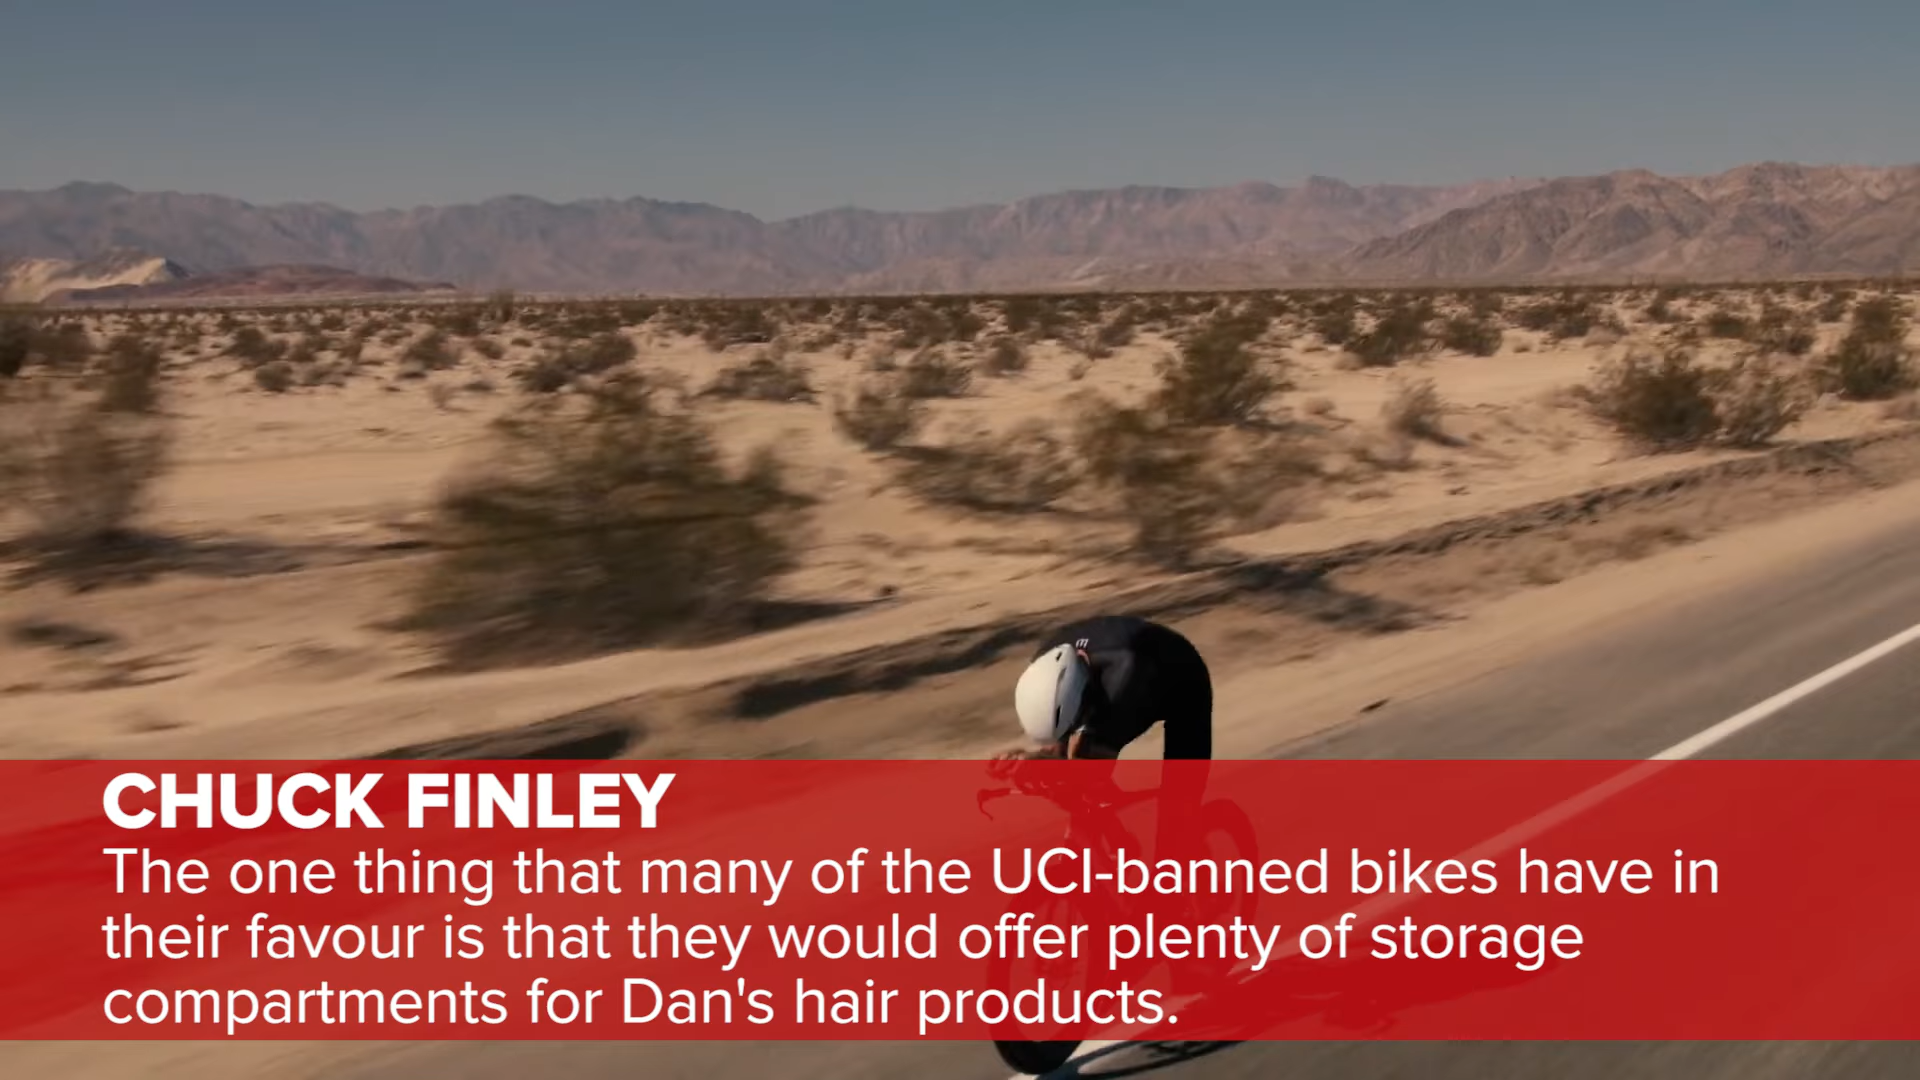 CHUCK FINLEY
The one thing that many of the UCI-banned bikes have in
their favour is that they would offer plenty of storage
compartments for Dan's hair products.